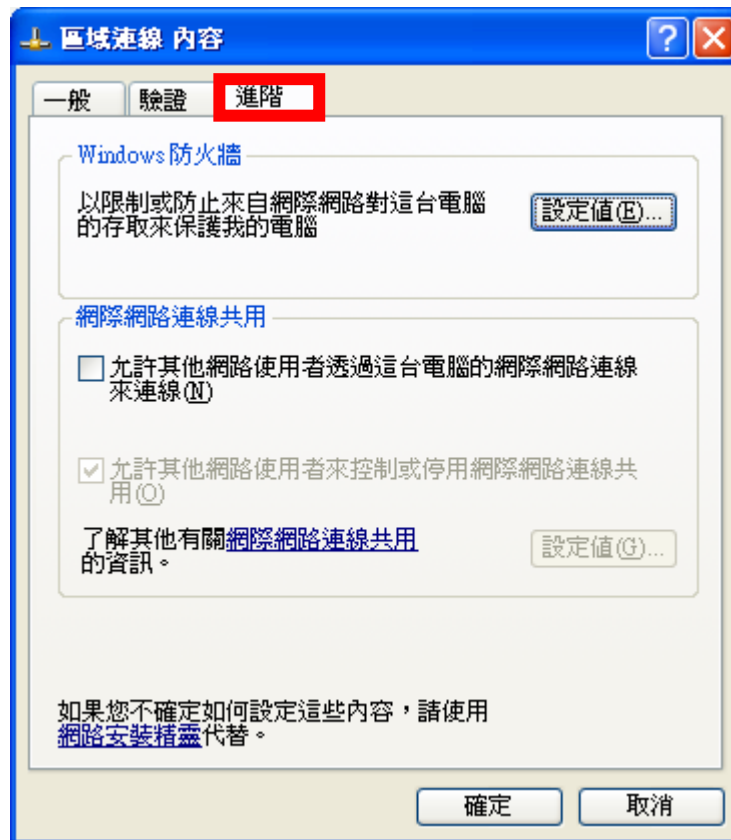 區域連線 內容
一般 驗證 進階
Windows 防火牆
以限制或防止來自網際網路對這台電腦
的存取來保護我的電腦
設定值(E)...
網際網路連線共用
允許其他網路使用者透過這台電腦的網際網路連線
來連線(N)
允許其他網路使用者來控制或停用網際網路連線共
用(O)
了解其他有關網際網路連線共用
的資訊。
設定值(G)...
如果您不確定如何設定這些內容，請使用
網路安裝精靈代替。
確定 取消